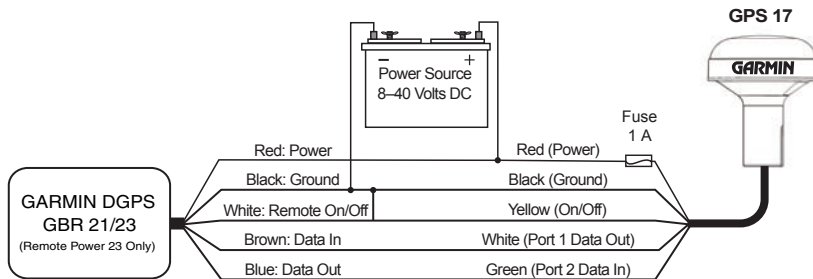 GPS 17
GARMIN
– +
Power Source
8–40 Volts DC
Fuse
1 A
Red: Power
Red (Power)
Black: Ground
Black (Ground)
White: Remote On/Off
Yellow (On/Off)
Brown: Data In
White (Port 1 Data Out)
Blue: Data Out
Green (Port 2 Data In)
GARMIN DGPS
GBR 21/23
(Remote Power 23 Only)